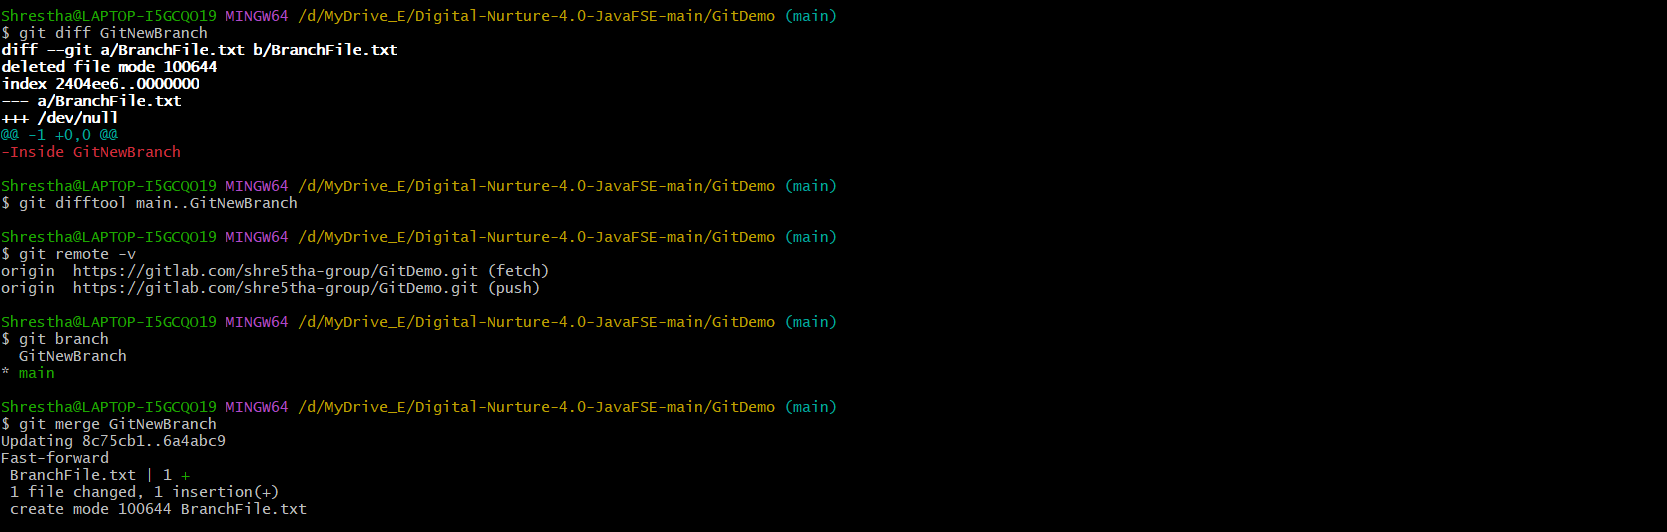 Shrestha@LAPTOP-I5GCQO19 MINGW64 /d/MyDrive_E/Digital-Nurture-4.0-JavaFSE-main/GitDemo (main)
$ git diff GitNewBranch
diff --git a/BranchFile.txt b/BranchFile.txt
deleted file mode 100644
index 2404ee6..0000000
--- a/BranchFile.txt
+++ /dev/null
@@ -1 +0,0 @@
-Inside GitNewBranch
Shrestha@LAPTOP-I5GCQO19 MINGW64 /d/MyDrive_E/Digital-Nurture-4.0-JavaFSE-main/GitDemo (main)
$ git difftool main..GitNewBranch
Shrestha@LAPTOP-I5GCQO19 MINGW64 /d/MyDrive_E/Digital-Nurture-4.0-JavaFSE-main/GitDemo (main)
$ git remote -v
origin  https://gitlab.com/shre5tha-group/GitDemo.git (fetch)
origin  https://gitlab.com/shre5tha-group/GitDemo.git (push)
Shrestha@LAPTOP-I5GCQO19 MINGW64 /d/MyDrive_E/Digital-Nurture-4.0-JavaFSE-main/GitDemo (main)
$ git branch
  GitNewBranch
* main
Shrestha@LAPTOP-I5GCQO19 MINGW64 /d/MyDrive_E/Digital-Nurture-4.0-JavaFSE-main/GitDemo (main)
$ git merge GitNewBranch
Updating 8c75cb1..6a4abc9
Fast-forward
 BranchFile.txt | 1 +
 1 file changed, 1 insertion(+)
 create mode 100644 BranchFile.txt